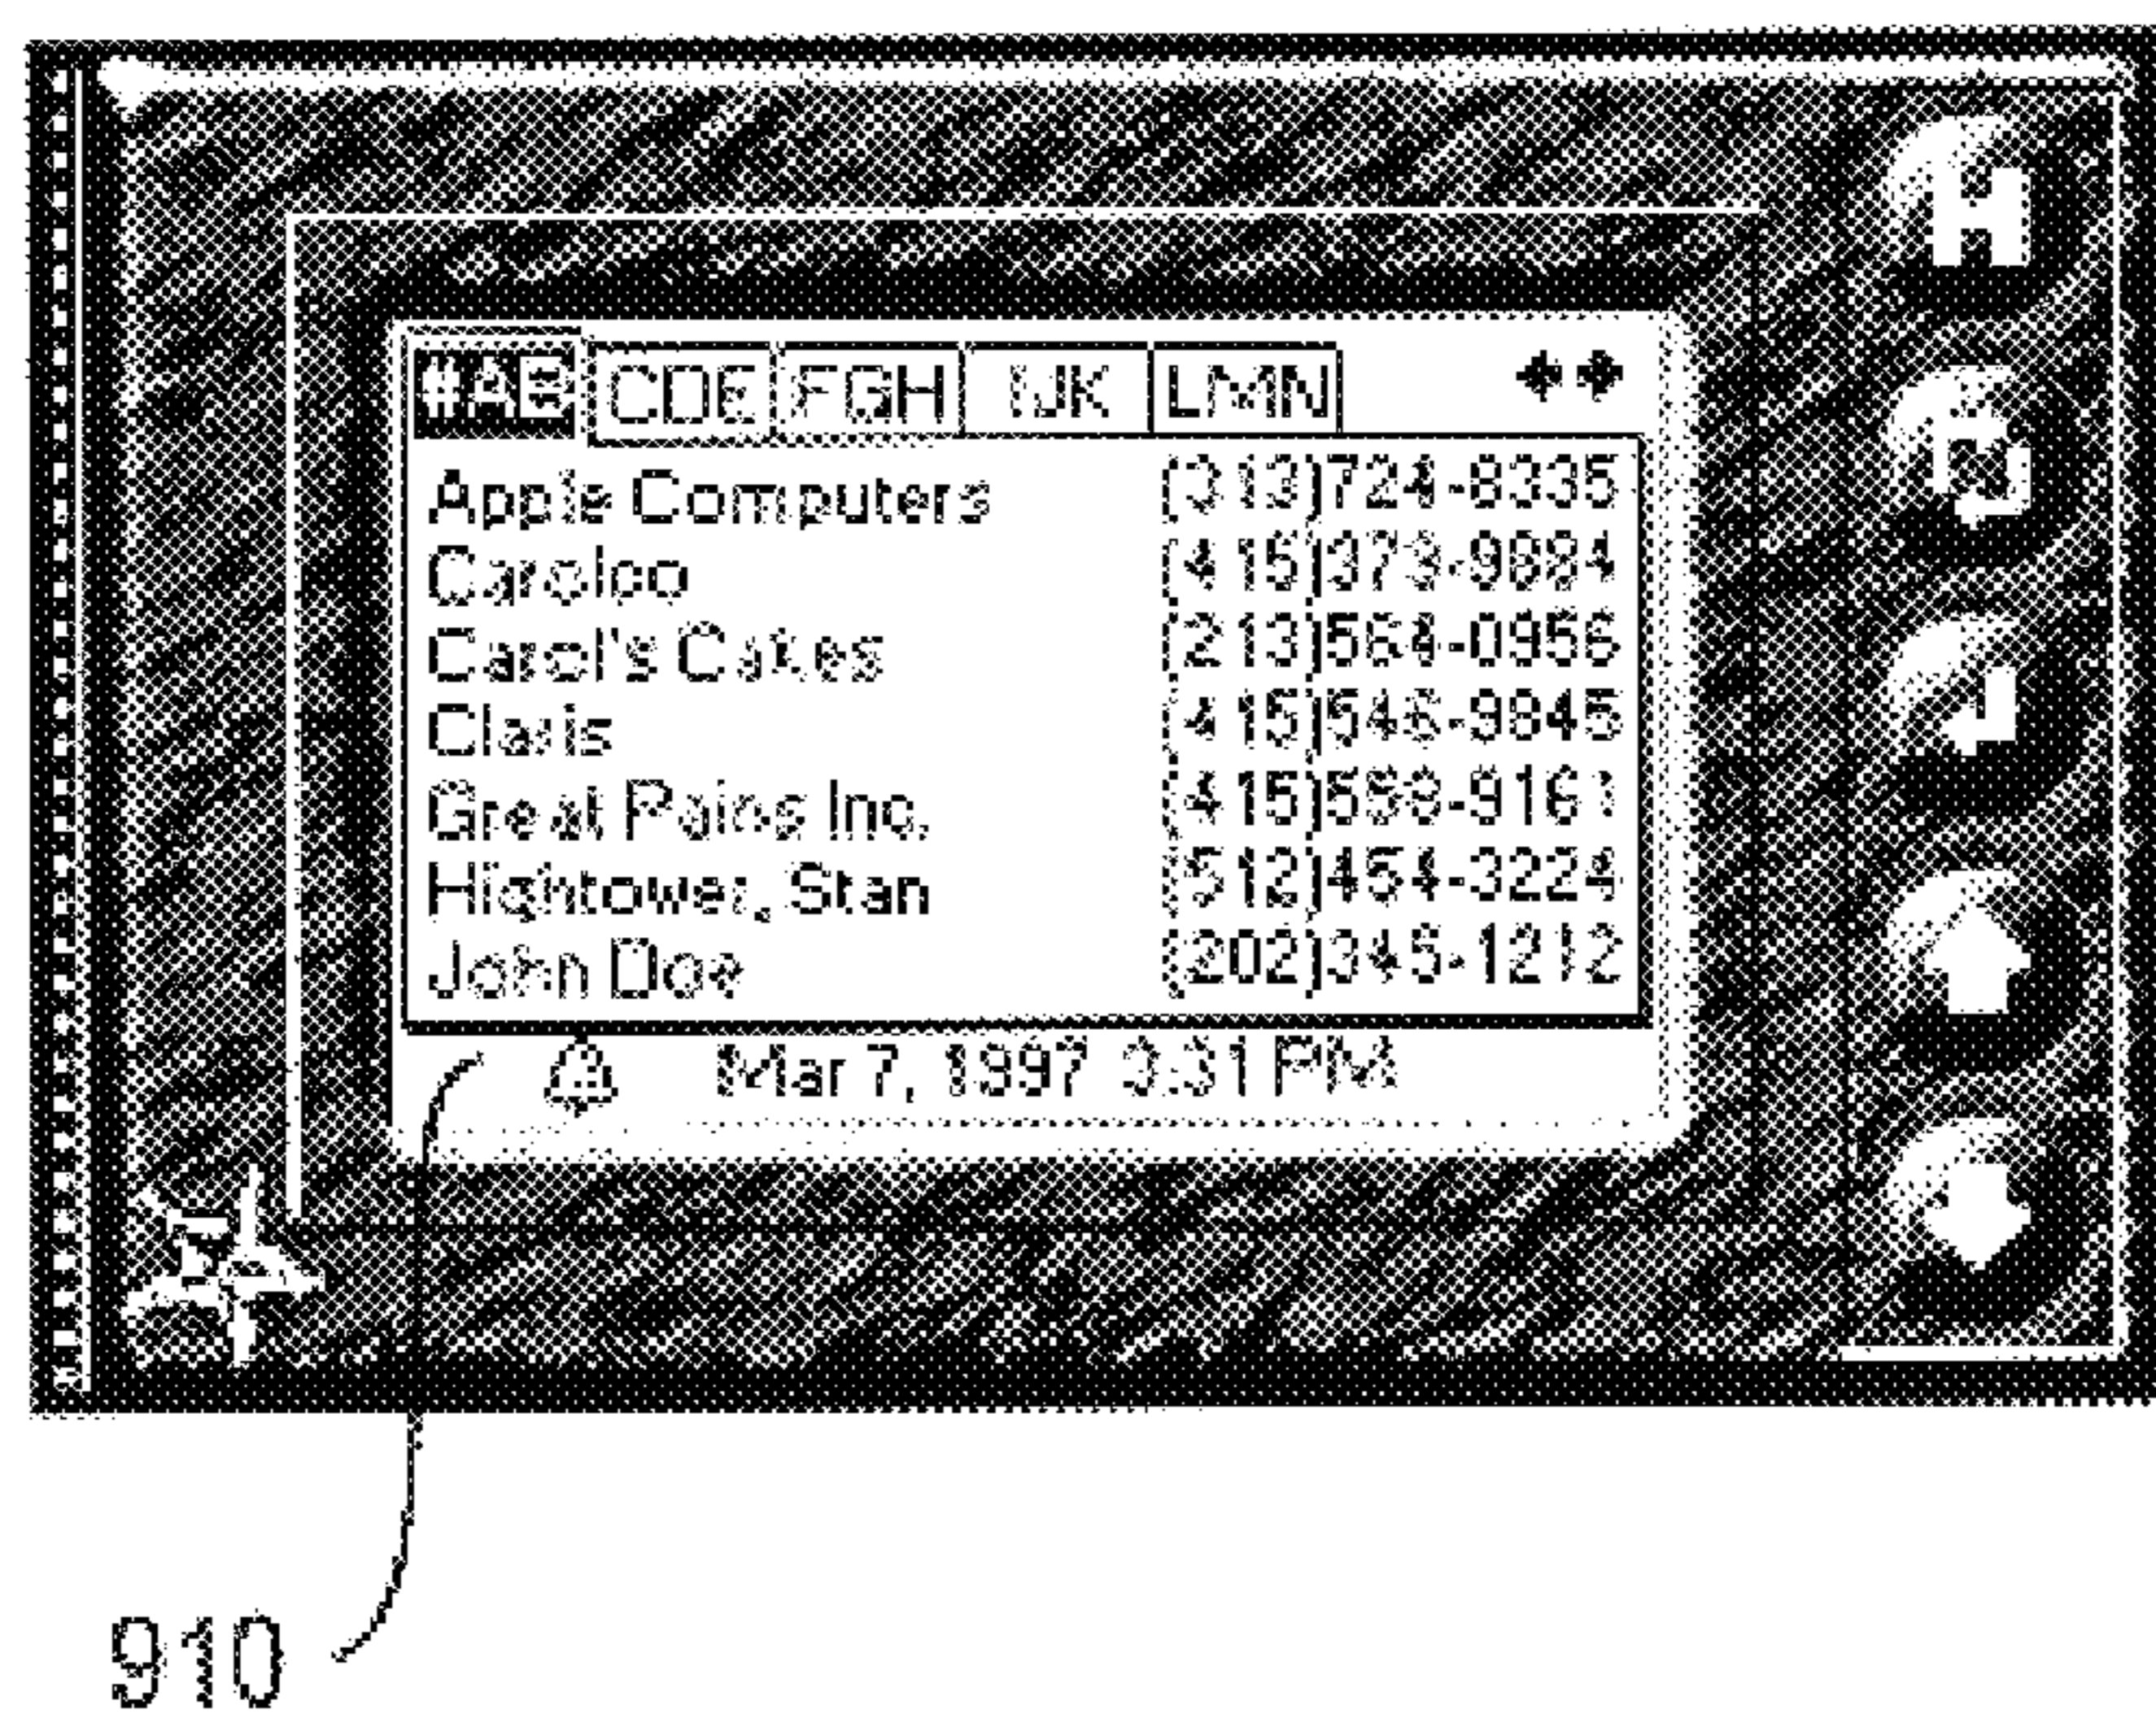 #AB CDE FGH IJK LMN
Apple Computers (313)724-8335
Carolco (415)373-9884
Carol's Cakes (213)564-0956
Claris (415)546-9845
Great Pains Inc. (415)553-9161
Hightower, Stan (512)454-3224
John Doe (202)345-1212
Mar 7, 1997 3:31 PM
910